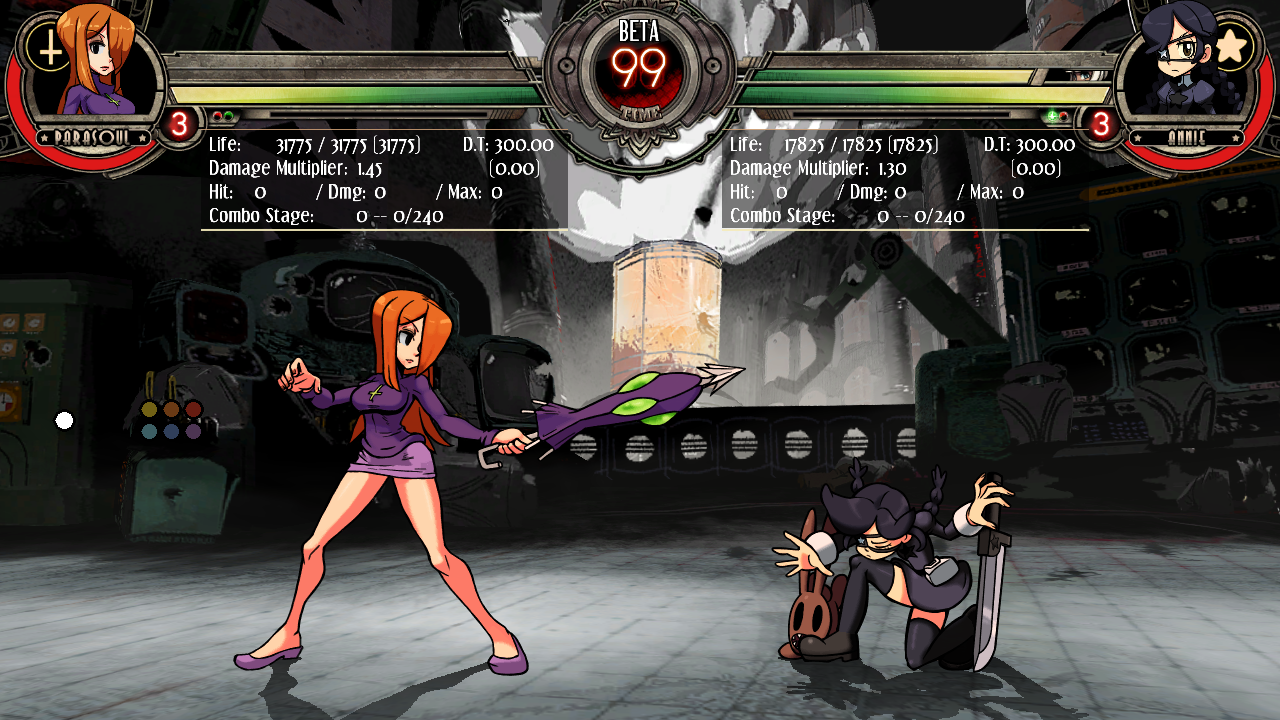 BETA
99
TIME
PARASOUL
3
3
ANNIE
Life: 31775 / 31775 (31775) D.T: 300.00
Damage Multiplier: 1.45 (0.00)
Hit: 0 / Dmg: 0 / Max: 0
Combo Stage: 0 -- 0/240
Life: 17825 / 17825 (17825) D.T: 300.00
Damage Multiplier: 1.30 (0.00)
Hit: 0 / Dmg: 0 / Max: 0
Combo Stage: 0 -- 0/240